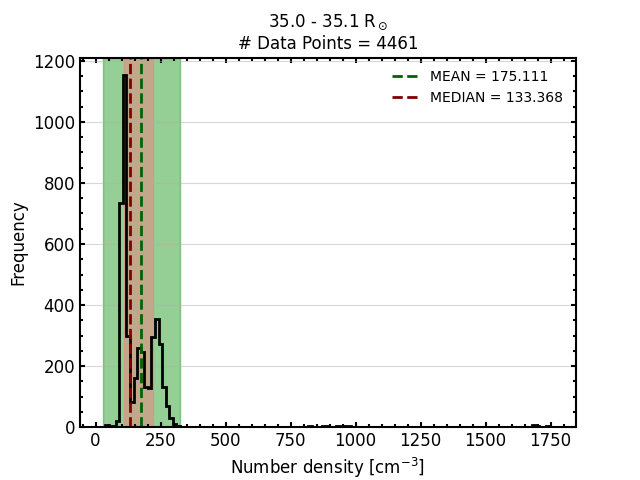 35.0 - 35.1 R⊙
# Data Points = 4461
MEAN = 175.111
MEDIAN = 133.368
Frequency
1200
1000
800
600
400
200
0
0 250 500 750 1000 1250 1500 1750
Number density [cm⁻³]